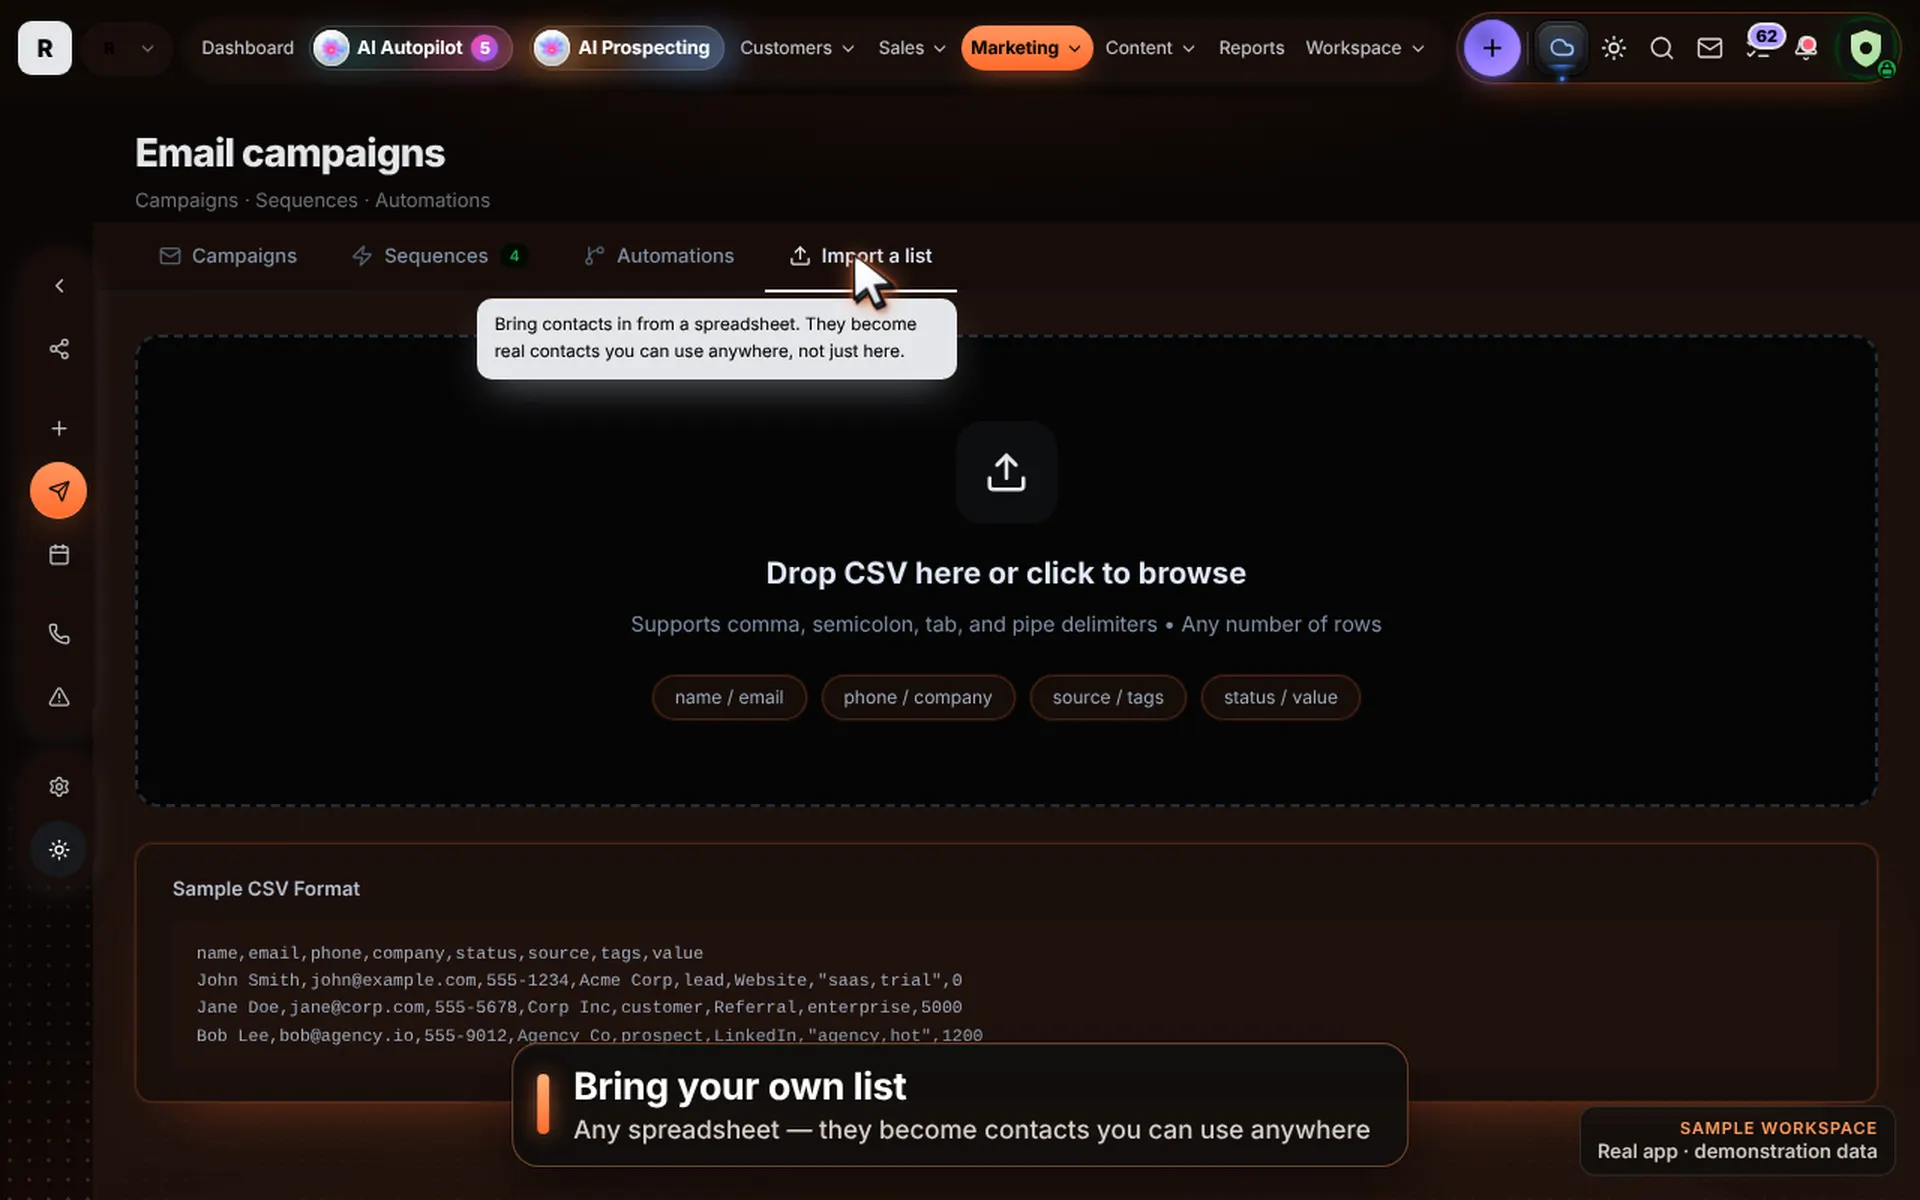 R
R
Dashboard
AI Autopilot 5
AI Prospecting
Customers
Sales
Marketing
Content
Reports
Workspace
62
Email campaigns
Campaigns · Sequences · Automations
Campaigns
Sequences 4
Automations
Import a list
Bring contacts in from a spreadsheet. They become
real contacts you can use anywhere, not just here.
Drop CSV here or click to browse
Supports comma, semicolon, tab, and pipe delimiters • Any number of rows
name / email
phone / company
source / tags
status / value
Sample CSV Format
name,email,phone,company,status,source,tags,value
John Smith,john@example.com,555-1234,Acme Corp,lead,Website,"saas,trial",0
Jane Doe,jane@corp.com,555-5678,Corp Inc,customer,Referral,enterprise,5000
Bob Lee,bob@agency.io,555-9012,Agency Co,prospect,LinkedIn,"agency,hot",1200
Bring your own list
Any spreadsheet — they become contacts you can use anywhere
SAMPLE WORKSPACE
Real app · demonstration data